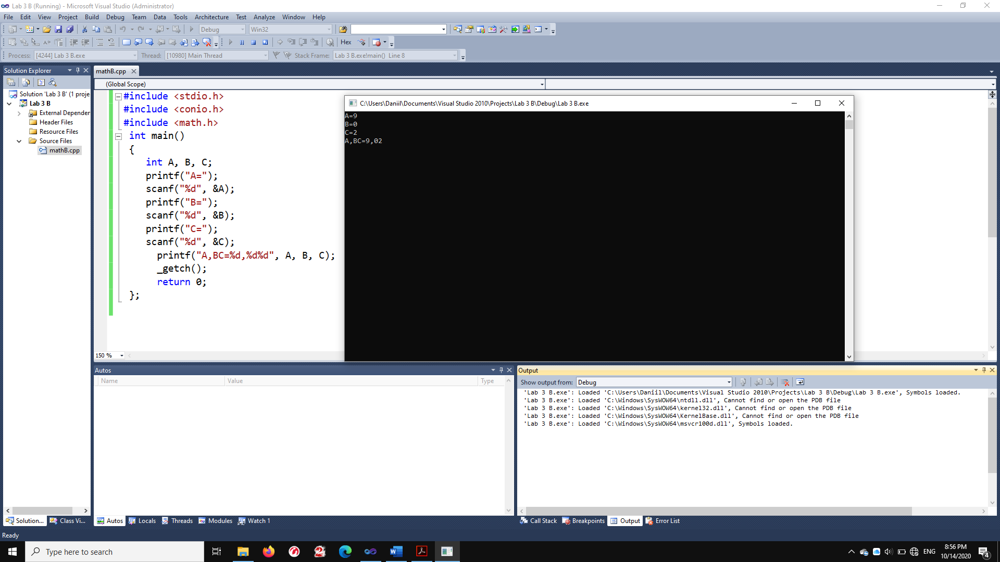 Lab 3 B (Running) - Microsoft Visual Studio (Administrator)
File Edit View Project Build Debug Team Data Tools Architecture Test Analyze Window Help
Debug Win32
Hex
Process: [4244] Lab 3 B.exe Thread: [10980] Main Thread Stack Frame: Lab 3 B.exe!main() Line 8
Solution Explorer
mathB.cpp
(Global Scope)
Solution 'Lab 3 B' (1 proje
Lab 3 B
External Depender
Header Files
Resource Files
Source Files
mathB.cpp
#include <stdio.h>
#include <conio.h>
#include <math.h>
int main()
{
int A, B, C;
printf("A=");
scanf("%d", &A);
printf("B=");
scanf("%d", &B);
printf("C=");
scanf("%d", &C);
printf("A,BC=%d,%d%d", A, B, C);
_getch();
return 0;
};
150 %
C:\Users\Daniil\Documents\Visual Studio 2010\Projects\Lab 3 B\Debug\Lab 3 B.exe
A=9
B=0
C=2
A,BC=9,02
Autos
Name Value Type
Output
Show output from: Debug
'Lab 3 B.exe': Loaded 'C:\Users\Daniil\Documents\Visual Studio 2010\Projects\Lab 3 B\Debug\Lab 3 B.exe', Symbols loaded.
'Lab 3 B.exe': Loaded 'C:\Windows\SysWOW64\ntdll.dll', Cannot find or open the PDB file
'Lab 3 B.exe': Loaded 'C:\Windows\SysWOW64\kernel32.dll', Cannot find or open the PDB file
'Lab 3 B.exe': Loaded 'C:\Windows\SysWOW64\KernelBase.dll', Cannot find or open the PDB file
'Lab 3 B.exe': Loaded 'C:\Windows\SysWOW64\msvcr100d.dll', Symbols loaded.
Solution... Class Vi... Autos Locals Threads Modules Watch 1 Call Stack Breakpoints Output Error List
Ready
Type here to search
ENG
8:56 PM
10/14/2020
4